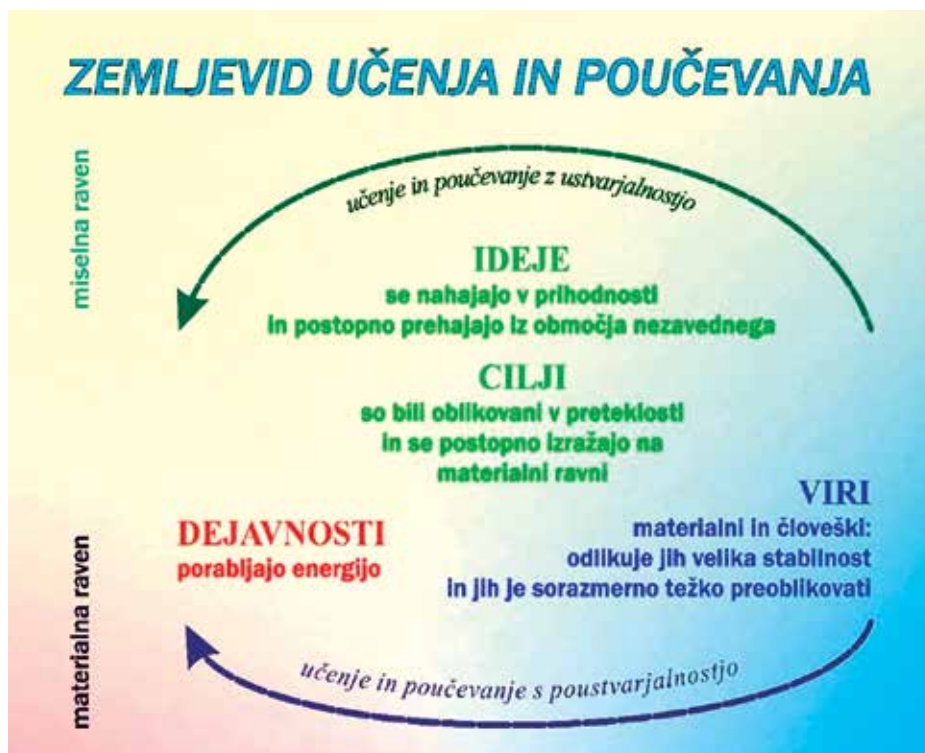 ZEMLJEVID UČENJA IN POUČEVANJA
miselna raven
učenje in poučevanje z ustvarjalnostjo
IDEJE
se nahajajo v prihodnosti
in postopno prehajajo iz območja nezavednega
CILJI
so bili oblikovani v preteklosti
in se postopno izražajo na
materialni ravni
VIRI
materialni in človeški:
odlikuje jih velika stabilnost
in jih je sorazmerno težko preoblikovati
DEJAVNOSTI
porabljajo energijo
materialna raven
učenje in poučevanje s poustvarjalnostjo